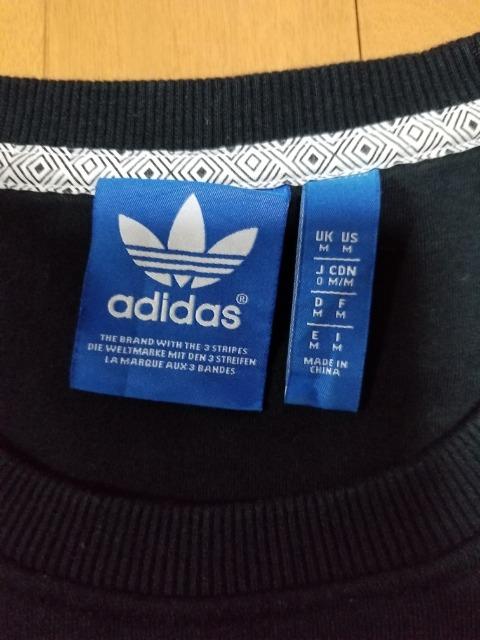 adidas®
THE BRAND WITH THE 3 STRIPES
DIE WELTMARKE MIT DEN 3 STREIFEN
LA MARQUE AUX 3 BANDES
UK US
M M
J CDN
O M/M
D F
M M
E I
M M
MADE IN
CHINA